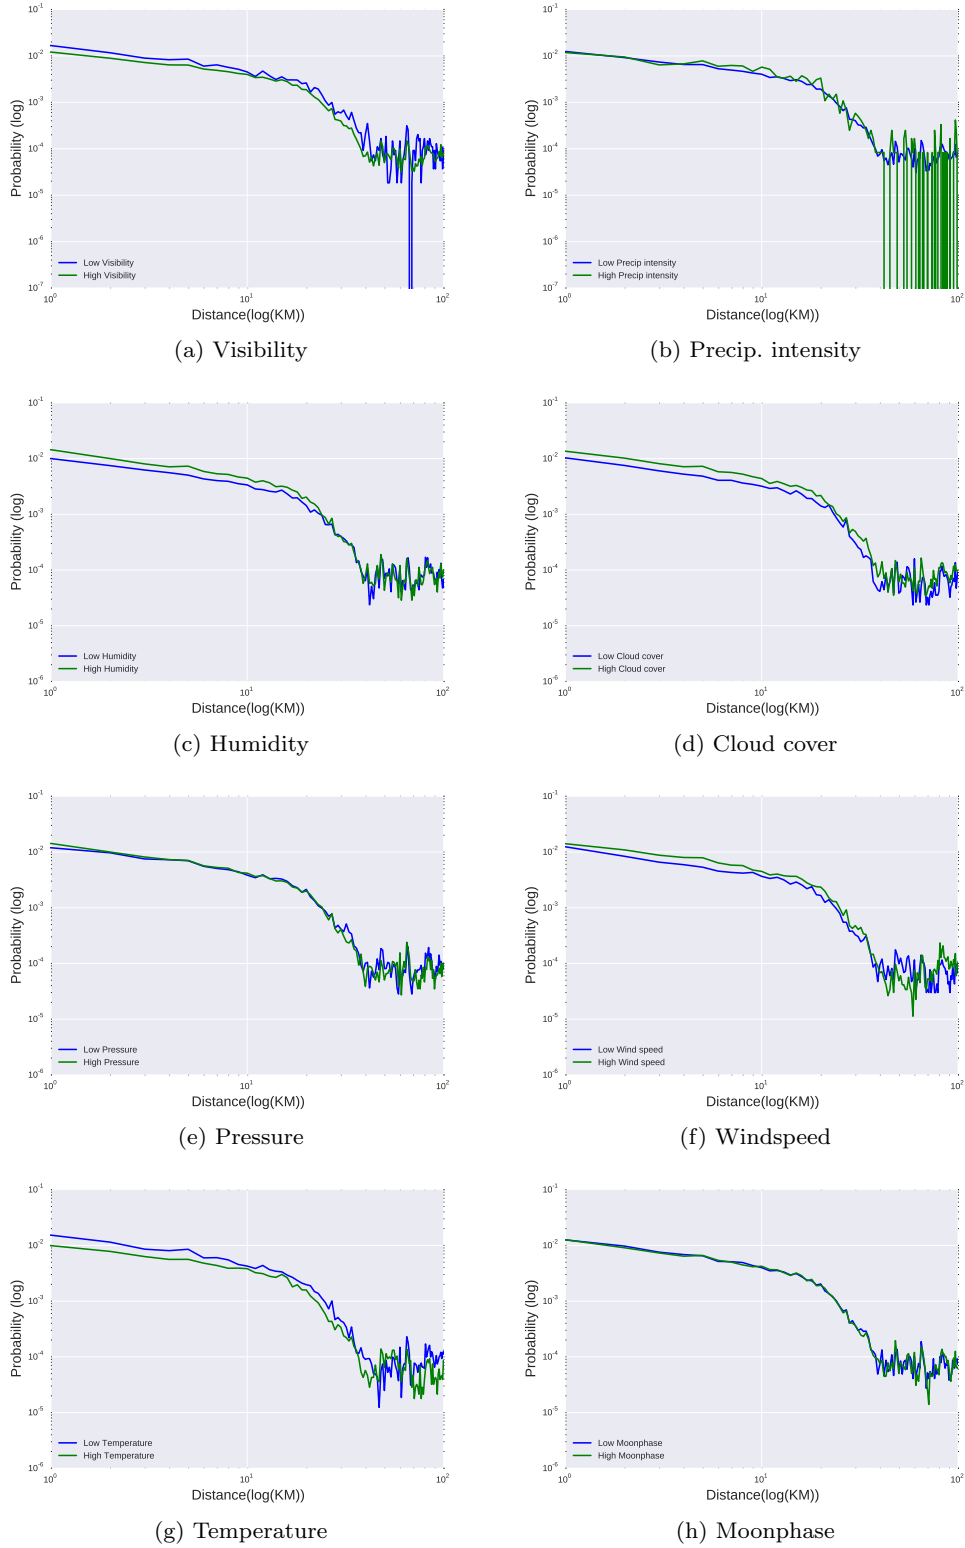 10^-1
10^-2
10^-3
10^-4
10^-5
10^-6
10^-7
Probability (log)
Low Visibility
High Visibility
10^0 10^1 10^2
Distance(log(KM))
(a) Visibility
10^-1
10^-2
10^-3
10^-4
10^-5
10^-6
10^-7
Probability (log)
Low Precip intensity
High Precip intensity
10^0 10^1 10^2
Distance(log(KM))
(b) Precip. intensity
10^-1
10^-2
10^-3
10^-4
10^-5
10^-6
Probability (log)
Low Humidity
High Humidity
10^0 10^1 10^2
Distance(log(KM))
(c) Humidity
10^-1
10^-2
10^-3
10^-4
10^-5
10^-6
Probability (log)
Low Cloud cover
High Cloud cover
10^0 10^1 10^2
Distance(log(KM))
(d) Cloud cover
10^-1
10^-2
10^-3
10^-4
10^-5
10^-6
Probability (log)
Low Pressure
High Pressure
10^0 10^1 10^2
Distance(log(KM))
(e) Pressure
10^-1
10^-2
10^-3
10^-4
10^-5
10^-6
Probability (log)
Low Wind speed
High Wind speed
10^0 10^1 10^2
Distance(log(KM))
(f) Windspeed
10^-1
10^-2
10^-3
10^-4
10^-5
10^-6
Probability (log)
Low Temperature
High Temperature
10^0 10^1 10^2
Distance(log(KM))
(g) Temperature
10^-1
10^-2
10^-3
10^-4
10^-5
10^-6
Probability (log)
Low Moonphase
High Moonphase
10^0 10^1 10^2
Distance(log(KM))
(h) Moonphase